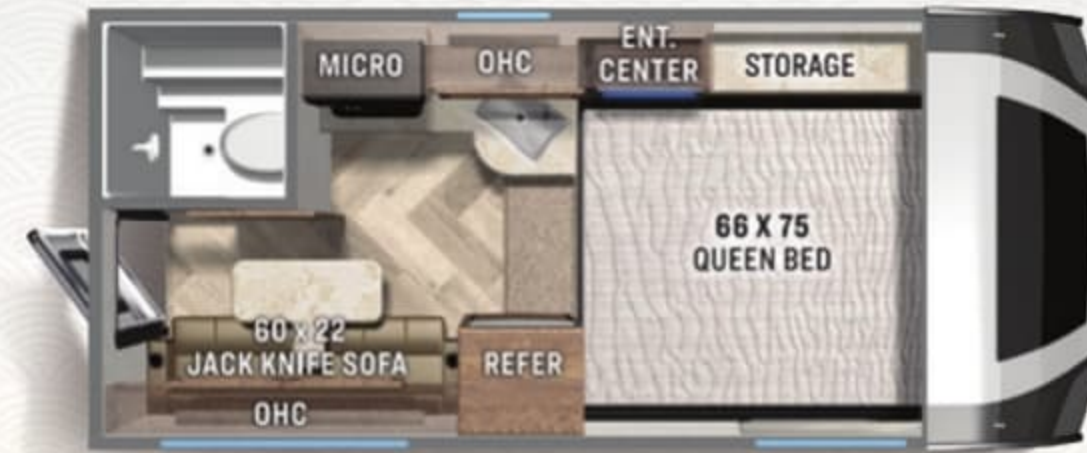 MICRO
OHC
ENT.
CENTER
STORAGE
66 X 75
QUEEN BED
60 x 22
JACK KNIFE SOFA
REFER
OHC